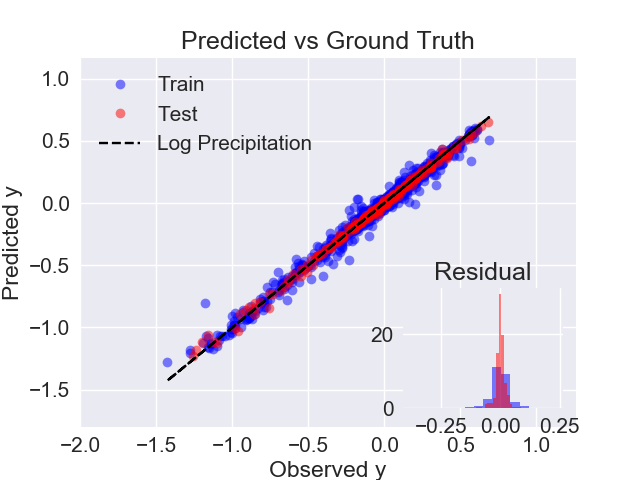 Predicted vs Ground Truth
1.0
0.5
0.0
−0.5
−1.0
−1.5
Predicted y
Train
Test
Log Precipitation
Residual
20
0
−0.25 0.00 0.25
−2.0 −1.5 −1.0 −0.5 0.0 0.5 1.0
Observed y